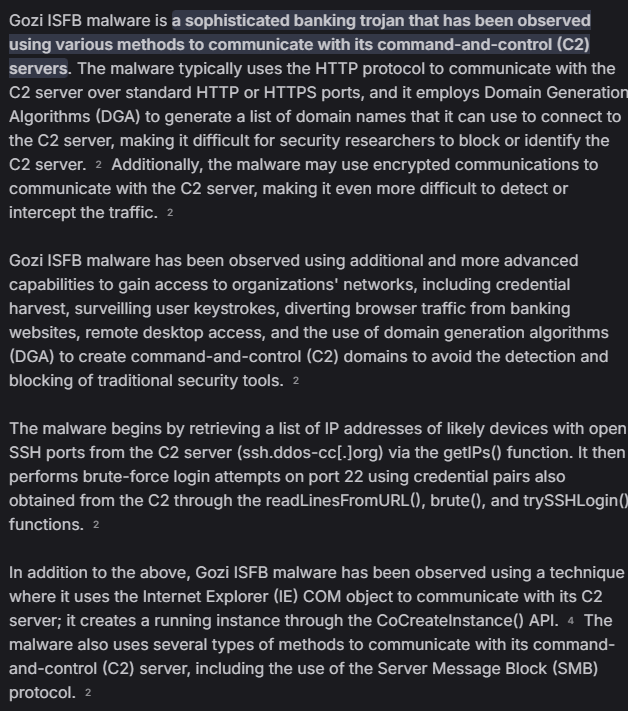 Gozi ISFB malware is a sophisticated banking trojan that has been observed
using various methods to communicate with its command-and-control (C2)
servers. The malware typically uses the HTTP protocol to communicate with the
C2 server over standard HTTP or HTTPS ports, and it employs Domain Generation
Algorithms (DGA) to generate a list of domain names that it can use to connect to
the C2 server, making it difficult for security researchers to block or identify the
C2 server. 2 Additionally, the malware may use encrypted communications to
communicate with the C2 server, making it even more difficult to detect or
intercept the traffic. 2
Gozi ISFB malware has been observed using additional and more advanced
capabilities to gain access to organizations' networks, including credential
harvest, surveilling user keystrokes, diverting browser traffic from banking
websites, remote desktop access, and the use of domain generation algorithms
(DGA) to create command-and-control (C2) domains to avoid the detection and
blocking of traditional security tools. 2
The malware begins by retrieving a list of IP addresses of likely devices with open
SSH ports from the C2 server (ssh.ddos-cc[.]org) via the getIPs() function. It then
performs brute-force login attempts on port 22 using credential pairs also
obtained from the C2 through the readLinesFromURL(), brute(), and trySSHLogin()
functions. 2
In addition to the above, Gozi ISFB malware has been observed using a technique
where it uses the Internet Explorer (IE) COM object to communicate with its C2
server; it creates a running instance through the CoCreateInstance() API. 4 The
malware also uses several types of methods to communicate with its command-
and-control (C2) server, including the use of the Server Message Block (SMB)
protocol. 2